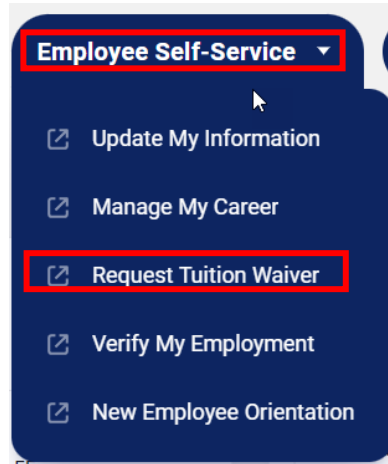 Employee Self-Service
Update My Information
Manage My Career
Request Tuition Waiver
Verify My Employment
New Employee Orientation